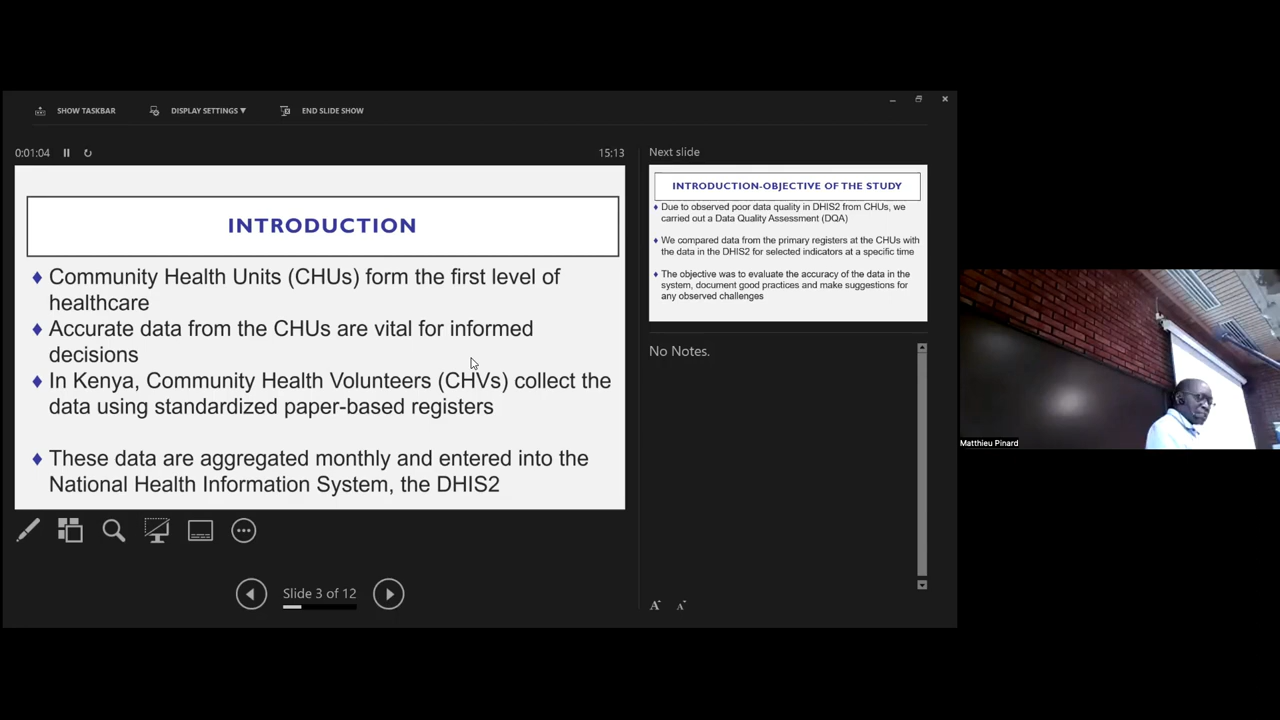 SHOW TASKBAR
DISPLAY SETTINGS ▼
END SLIDE SHOW
0:01:04
15:13
INTRODUCTION
♦ Community Health Units (CHUs) form the first level of
healthcare
♦ Accurate data from the CHUs are vital for informed
decisions
♦ In Kenya, Community Health Volunteers (CHVs) collect the
data using standardized paper-based registers
♦ These data are aggregated monthly and entered into the
National Health Information System, the DHIS2
Slide 3 of 12
Next slide
INTRODUCTION-OBJECTIVE OF THE STUDY
♦ Due to observed poor data quality in DHIS2 from CHUs, we
carried out a Data Quality Assessment (DQA)
♦ We compared data from the primary registers at the CHUs with
the data in the DHIS2 for selected indicators at a specific time
♦ The objective was to evaluate the accuracy of the data in the
system, document good practices and make suggestions for
any observed challenges
No Notes.
A A
Matthieu Pinard